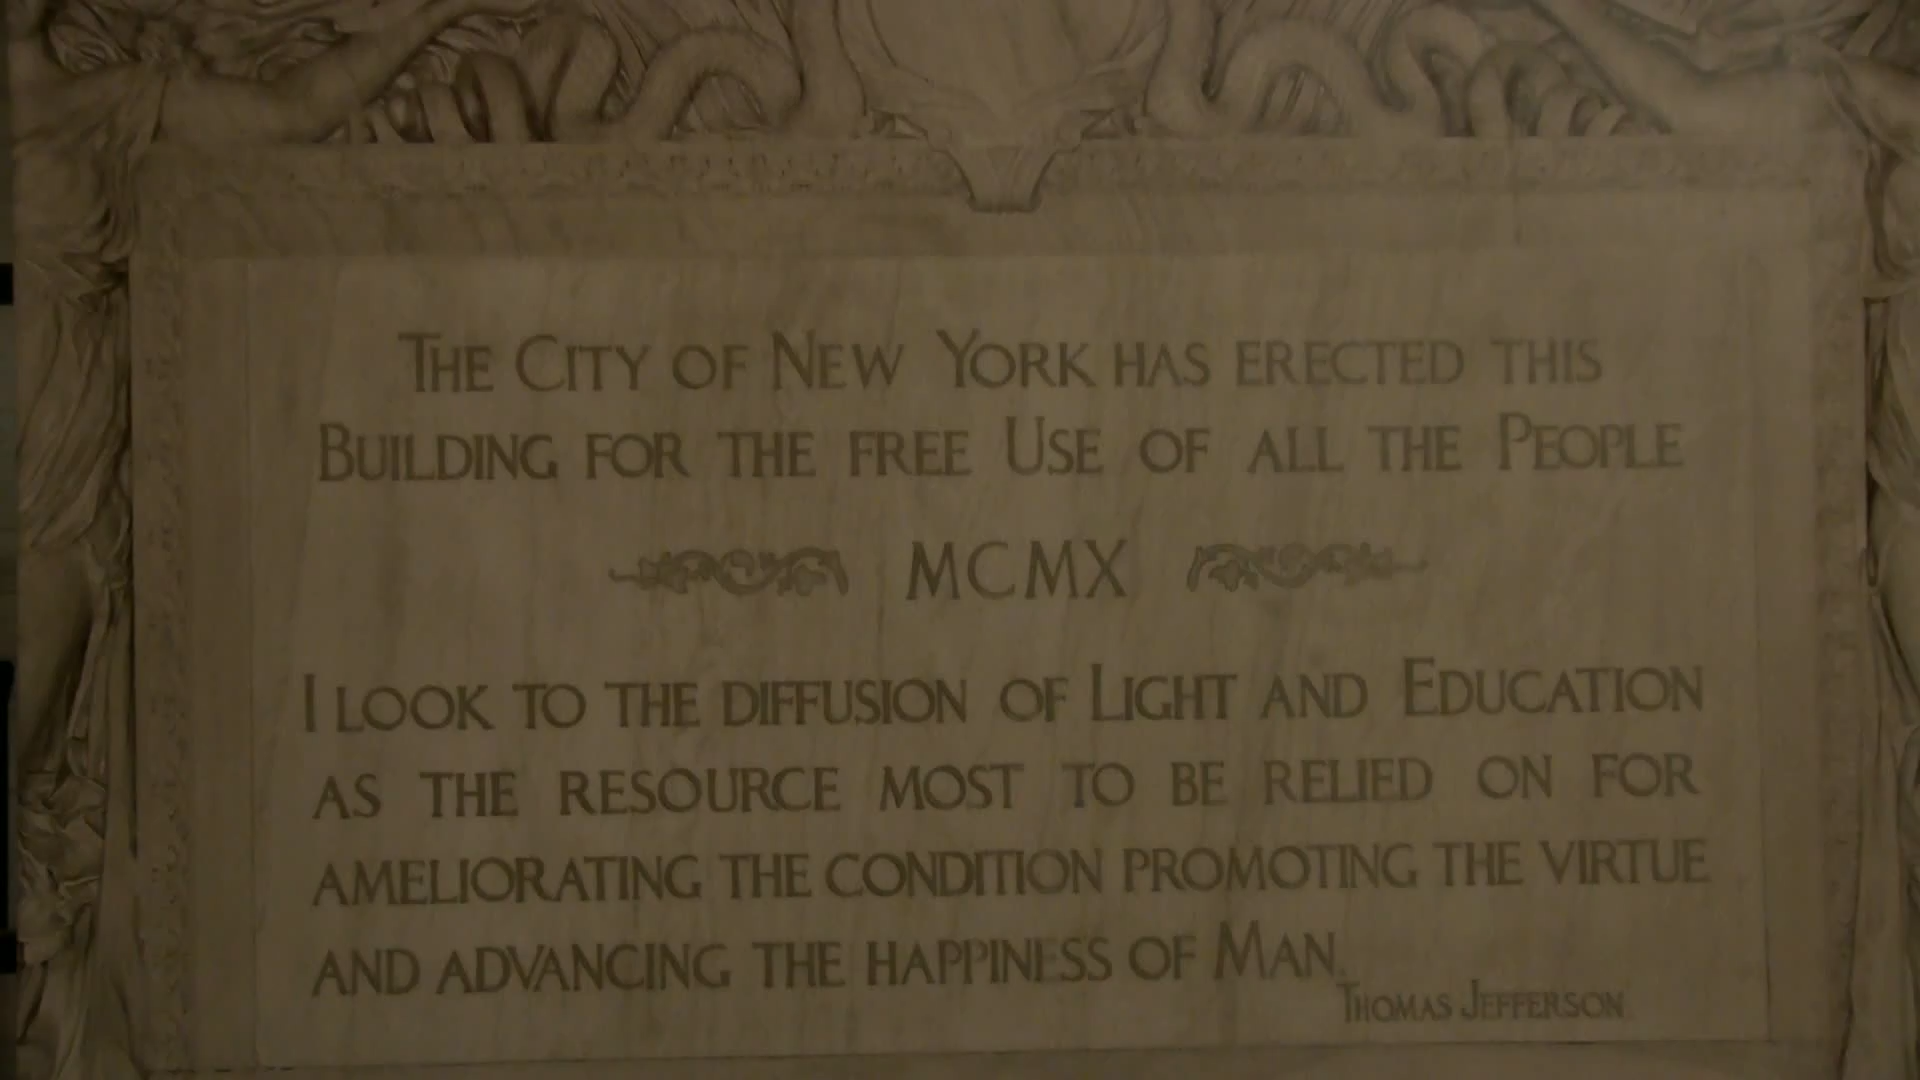 THE CITY OF NEW YORK HAS ERECTED THIS
BUILDING FOR THE FREE USE OF ALL THE PEOPLE
MCMX
I LOOK TO THE DIFFUSION OF LIGHT AND EDUCATION
AS THE RESOURCE MOST TO BE RELIED ON FOR
AMELIORATING THE CONDITION PROMOTING THE VIRTUE
AND ADVANCING THE HAPPINESS OF MAN.
THOMAS JEFFERSON